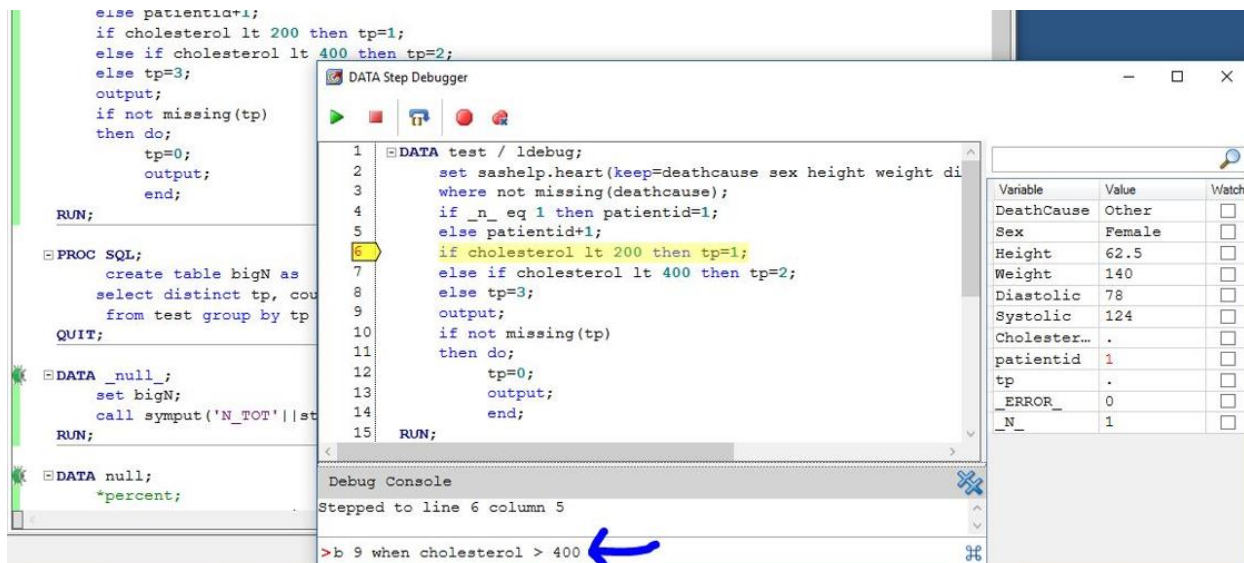 else patientid+1;
if cholesterol lt 200 then tp=1;
else if cholesterol lt 400 then tp=2;
else tp=3;
output;
if not missing(tp)
then do;
tp=0;
output;
end;
RUN;
PROC SQL;
create table bigN as
select distinct tp, cou
from test group by tp
QUIT;
DATA _null_;
set bigN;
call symput('N_TOT'||st
RUN;
DATA null;
*percent;
DATA Step Debugger
1 DATA test / ldebug;
2 set sashelp.heart(keep=deathcause sex height weight di
3 where not missing(deathcause);
4 if _n_ eq 1 then patientid=1;
5 else patientid+1;
6 if cholesterol lt 200 then tp=1;
7 else if cholesterol lt 400 then tp=2;
8 else tp=3;
9 output;
10 if not missing(tp)
11 then do;
12 tp=0;
13 output;
14 end;
15 RUN;
Variable Value Watch
DeathCause Other
Sex Female
Height 62.5
Weight 140
Diastolic 78
Systolic 124
Cholester... .
patientid 1
tp .
_ERROR_ 0
_N_ 1
Debug Console
Stepped to line 6 column 5
>b 9 when cholesterol > 400